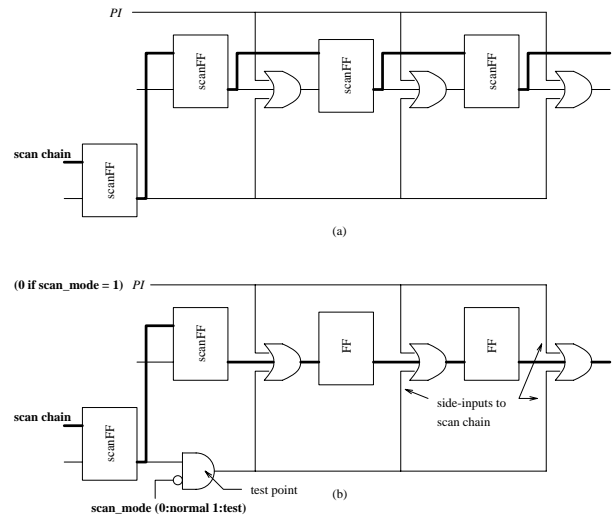 PI
scanFF
scanFF
scanFF
scan chain
scanFF
(a)
(0 if scan_mode = 1) PI
scanFF
FF
FF
scan chain
scanFF
side-inputs to
scan chain
test point
(b)
scan_mode (0:normal 1:test)